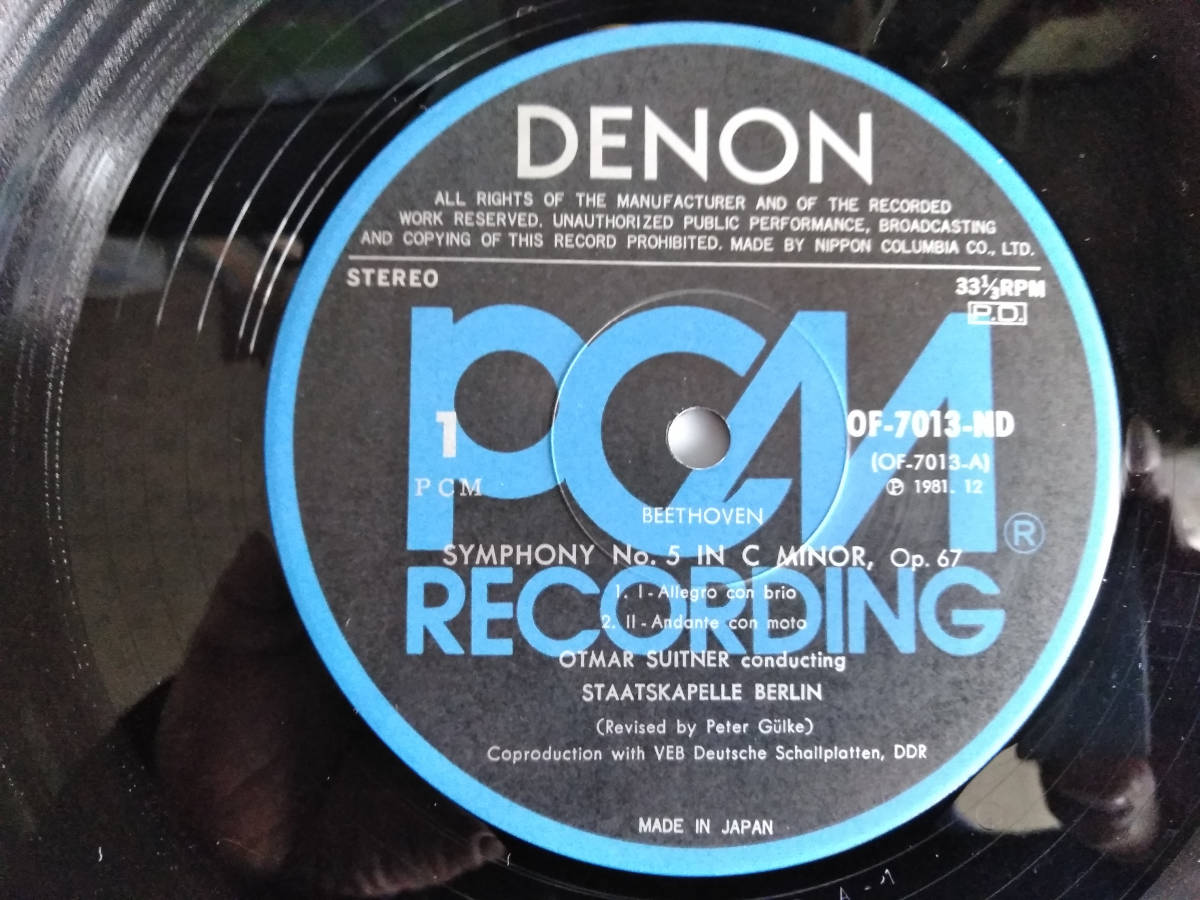 DENON
ALL RIGHTS OF THE MANUFACTURER AND OF THE RECORDED
WORK RESERVED. UNAUTHORIZED PUBLIC PERFORMANCE, BROADCASTING
AND COPYING OF THIS RECORD PROHIBITED. MADE BY NIPPON COLUMBIA CO., LTD.
STEREO
33⅓RPM
P.D.
PCM
1
OF-7013-ND
PCM
(OF-7013-A)
℗ 1981. 12
BEETHOVEN
®
SYMPHONY No. 5 IN C MINOR, Op. 67
RECORDING
1. I - Allegro con brio
2. II - Andante con moto
OTMAR SUITNER conducting
STAATSKAPELLE BERLIN
(Revised by Peter Gülke)
Coproduction with VEB Deutsche Schallplatten, DDR
MADE IN JAPAN
A-1